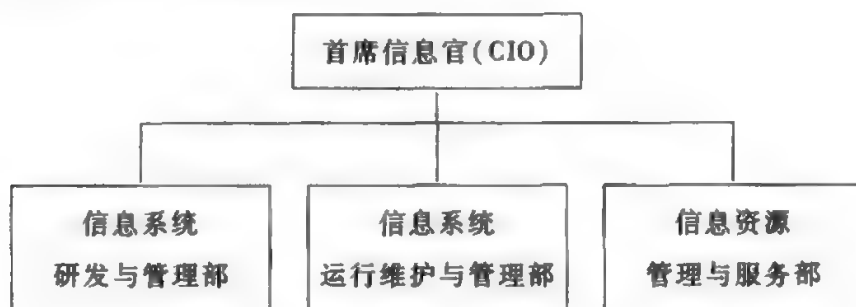 首席信息官(CIO)
信息系统
研发与管理部
信息系统
运行维护与管理部
信息资源
管理与服务部